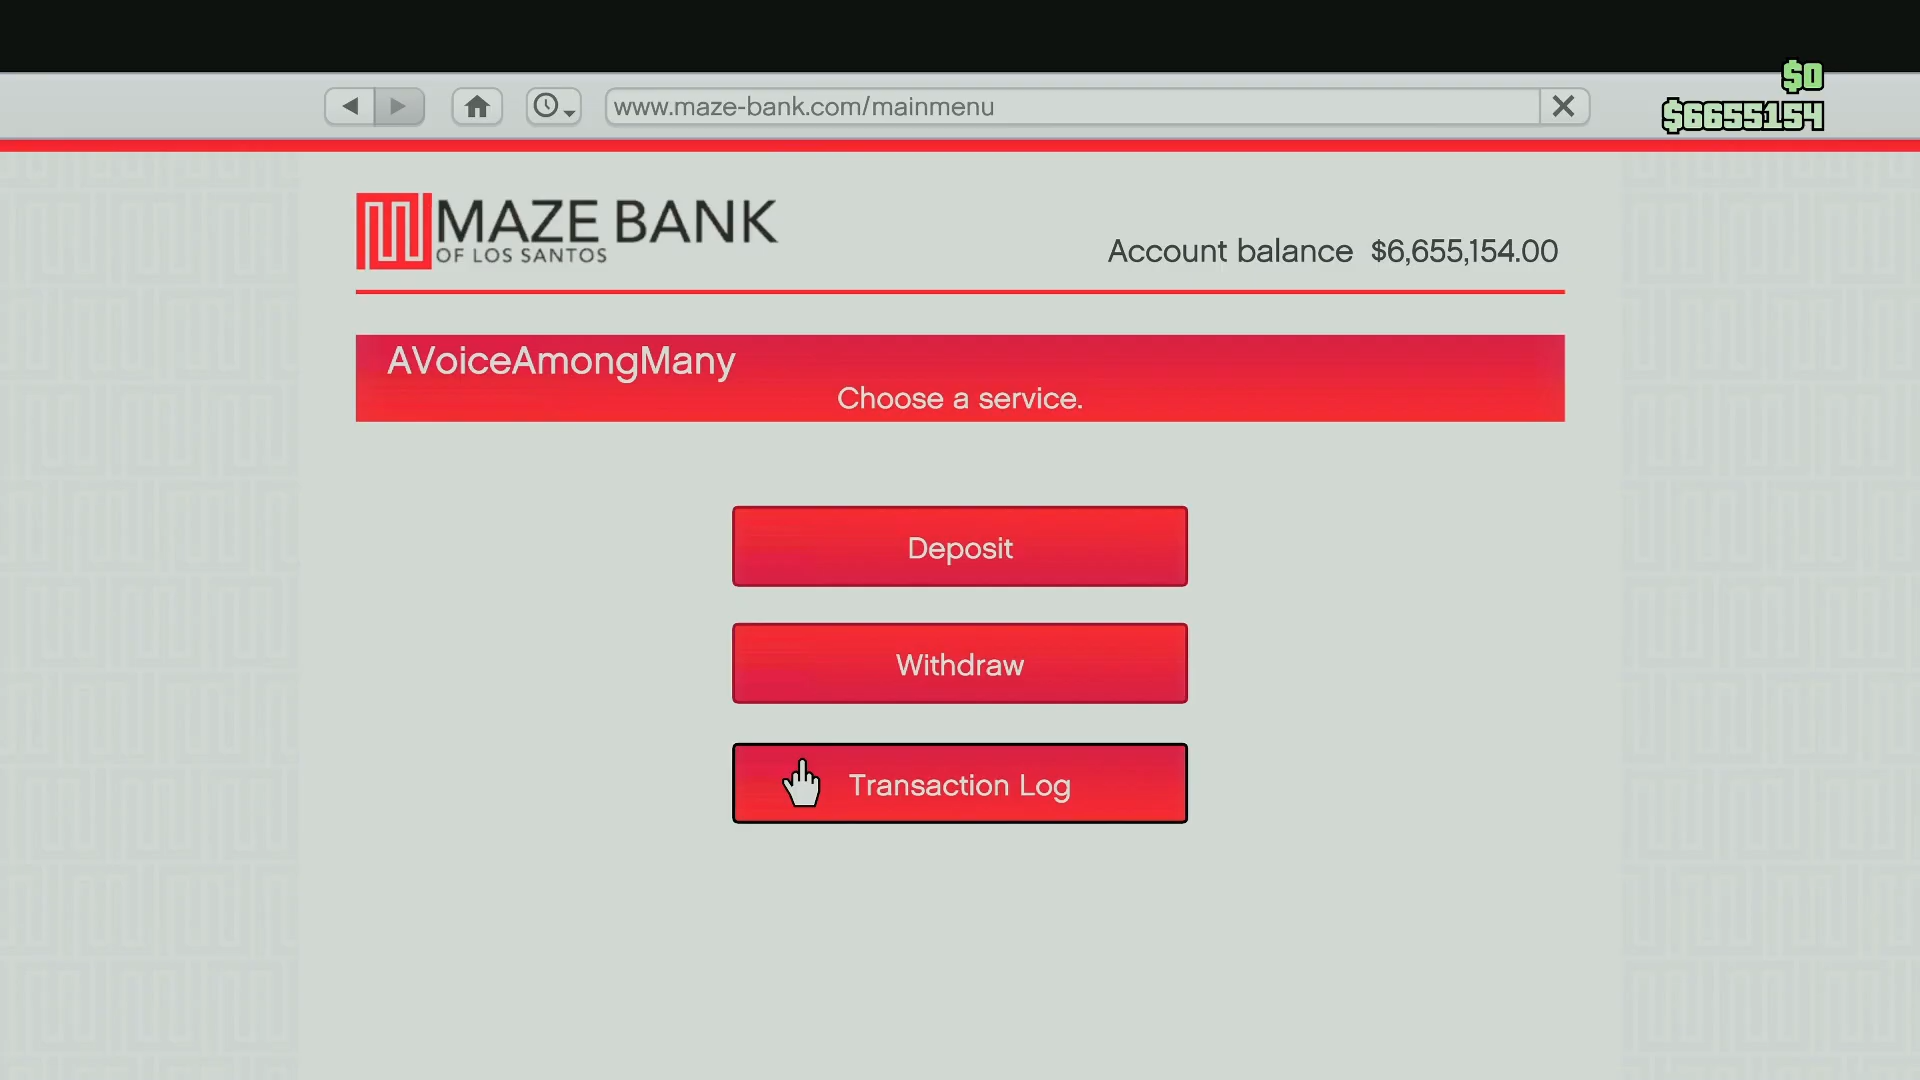 $0
www.maze-bank.com/mainmenu
$6655154
MAZE BANK
OF LOS SANTOS
Account balance $6,655,154.00
AVoiceAmongMany
Choose a service.
Deposit
Withdraw
Transaction Log